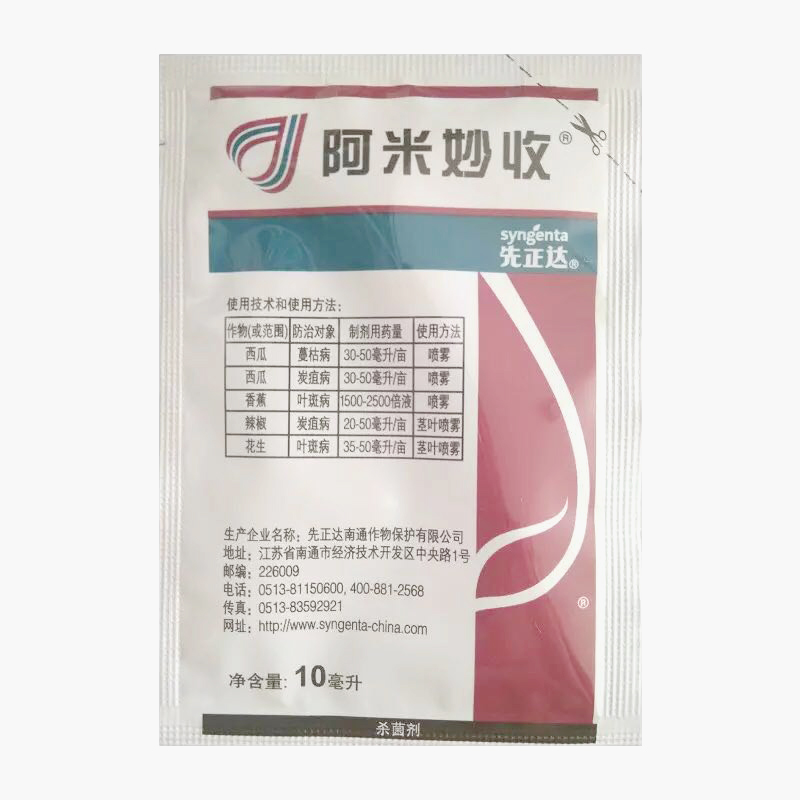 阿米妙收®
syngenta
先正达®
使用技术和使用方法：
作物(或范围) 防治对象 制剂用药量 使用方法
西瓜 蔓枯病 30-50毫升/亩 喷雾
西瓜 炭疽病 30-50毫升/亩 喷雾
香蕉 叶斑病 1500-2500倍液 喷雾
辣椒 炭疽病 20-50毫升/亩 茎叶喷雾
花生 叶斑病 35-50毫升/亩 茎叶喷雾
生产企业名称：先正达南通作物保护有限公司
地址：江苏省南通市经济技术开发区中央路1号
邮编：226009
电话：0513-81150600, 400-881-2568
传真：0513-83592921
网址：http://www.syngenta-china.com
®
净含量：10毫升
杀菌剂